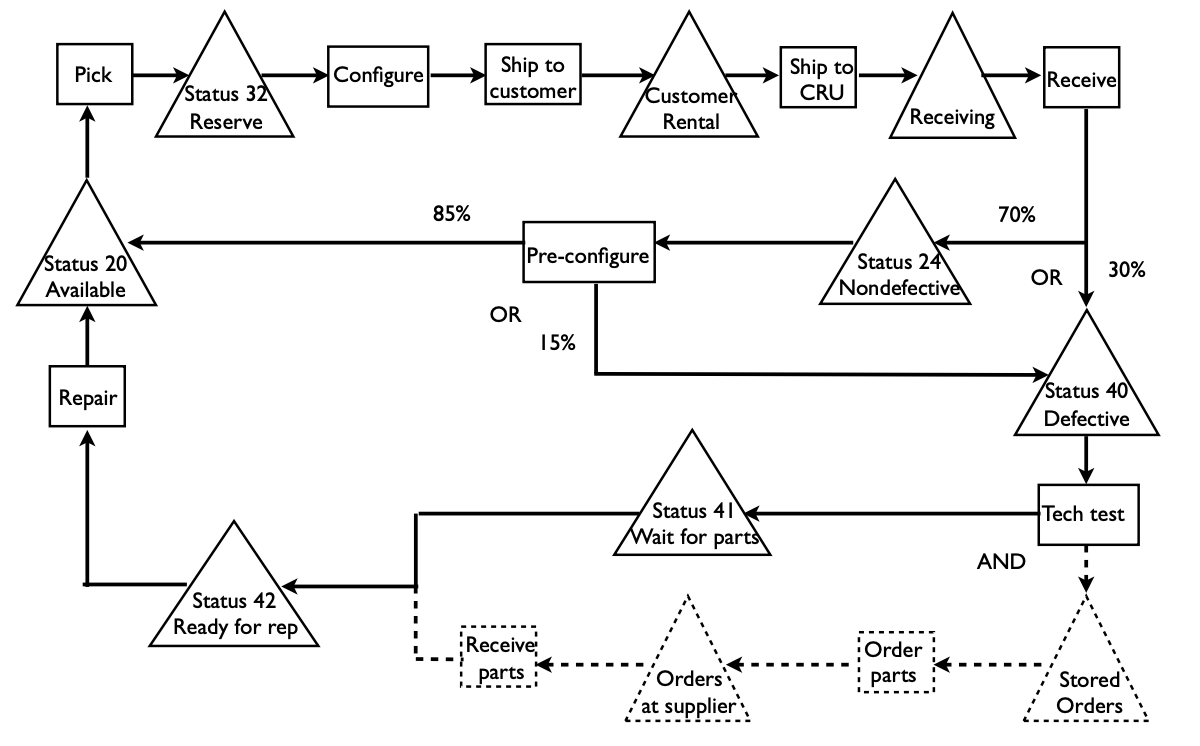 Pick
Status 32
Reserve
Configure
Ship to
customer
Customer
Rental
Ship to
CRU
Receiving
Receive
85%
70%
Status 20
Available
Pre-configure
Status 24
Nondefective
OR
30%
OR
15%
Repair
Status 40
Defective
Status 41
Wait for parts
Tech test
AND
Status 42
Ready for rep
Receive
parts
Orders
at supplier
Order
parts
Stored
Orders